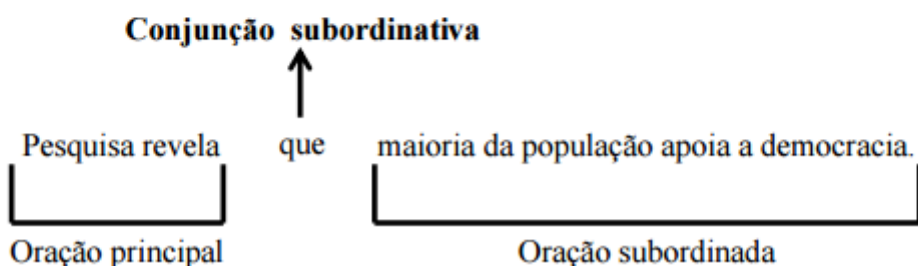 Conjunção subordinativa
Pesquisa revela que maioria da população apoia a democracia.
Oração principal Oração subordinada